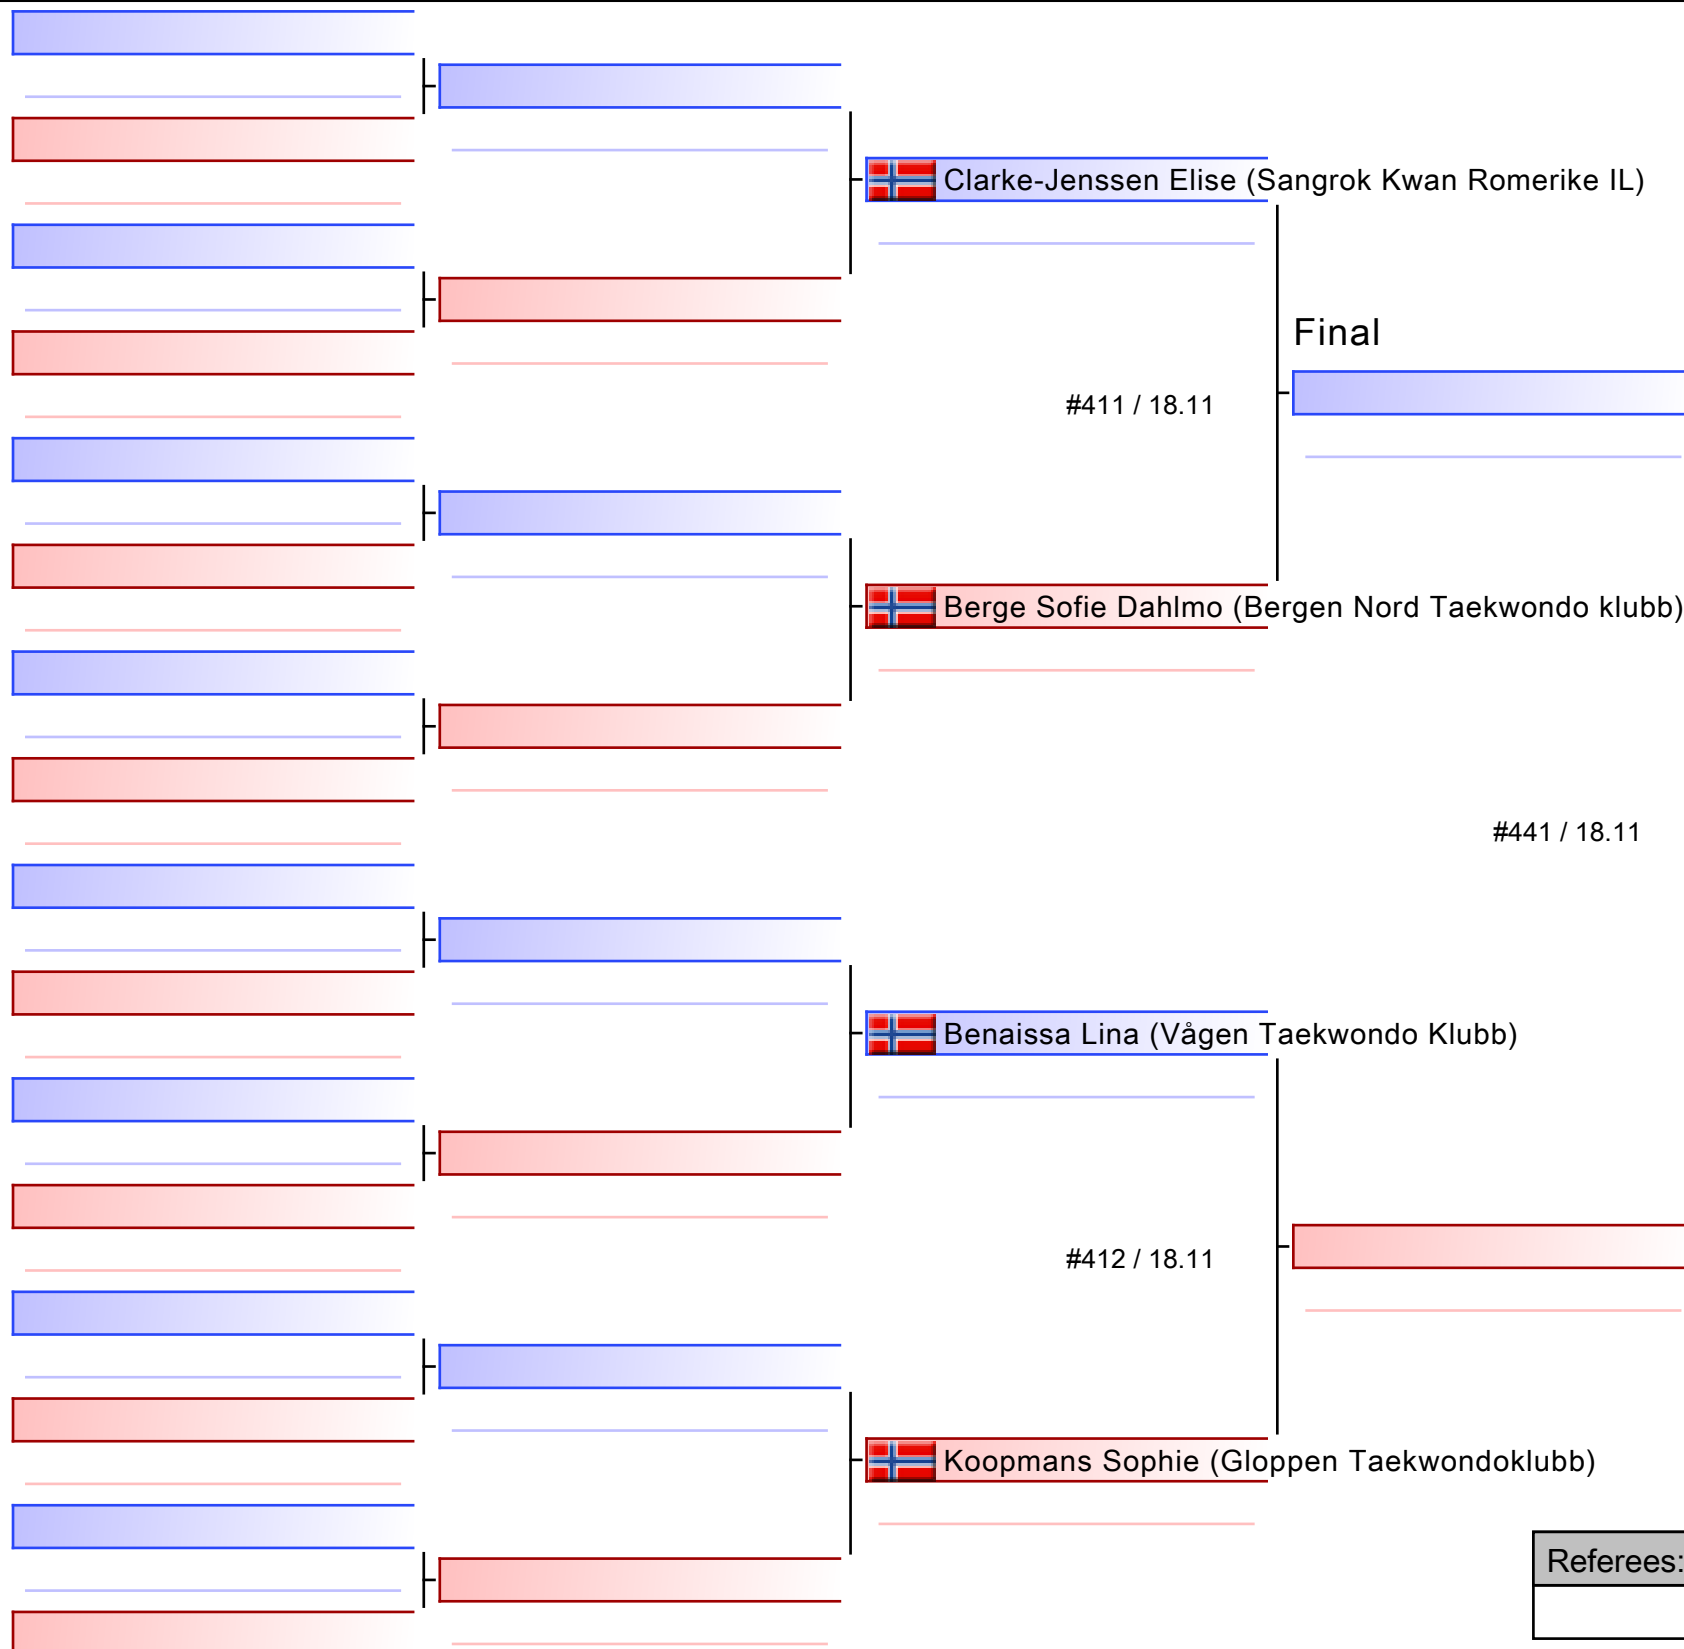 Clarke-Jenssen Elise (Sangrok Kwan Romerike IL)
Final
#411 / 18.11
Berge Sofie Dahlmo (Bergen Nord Taekwondo klubb)
#441 / 18.11
Benaissa Lina (Vågen Taekwondo Klubb)
#412 / 18.11
Koopmans Sophie (Gloppen Taekwondoklubb)
Referees: